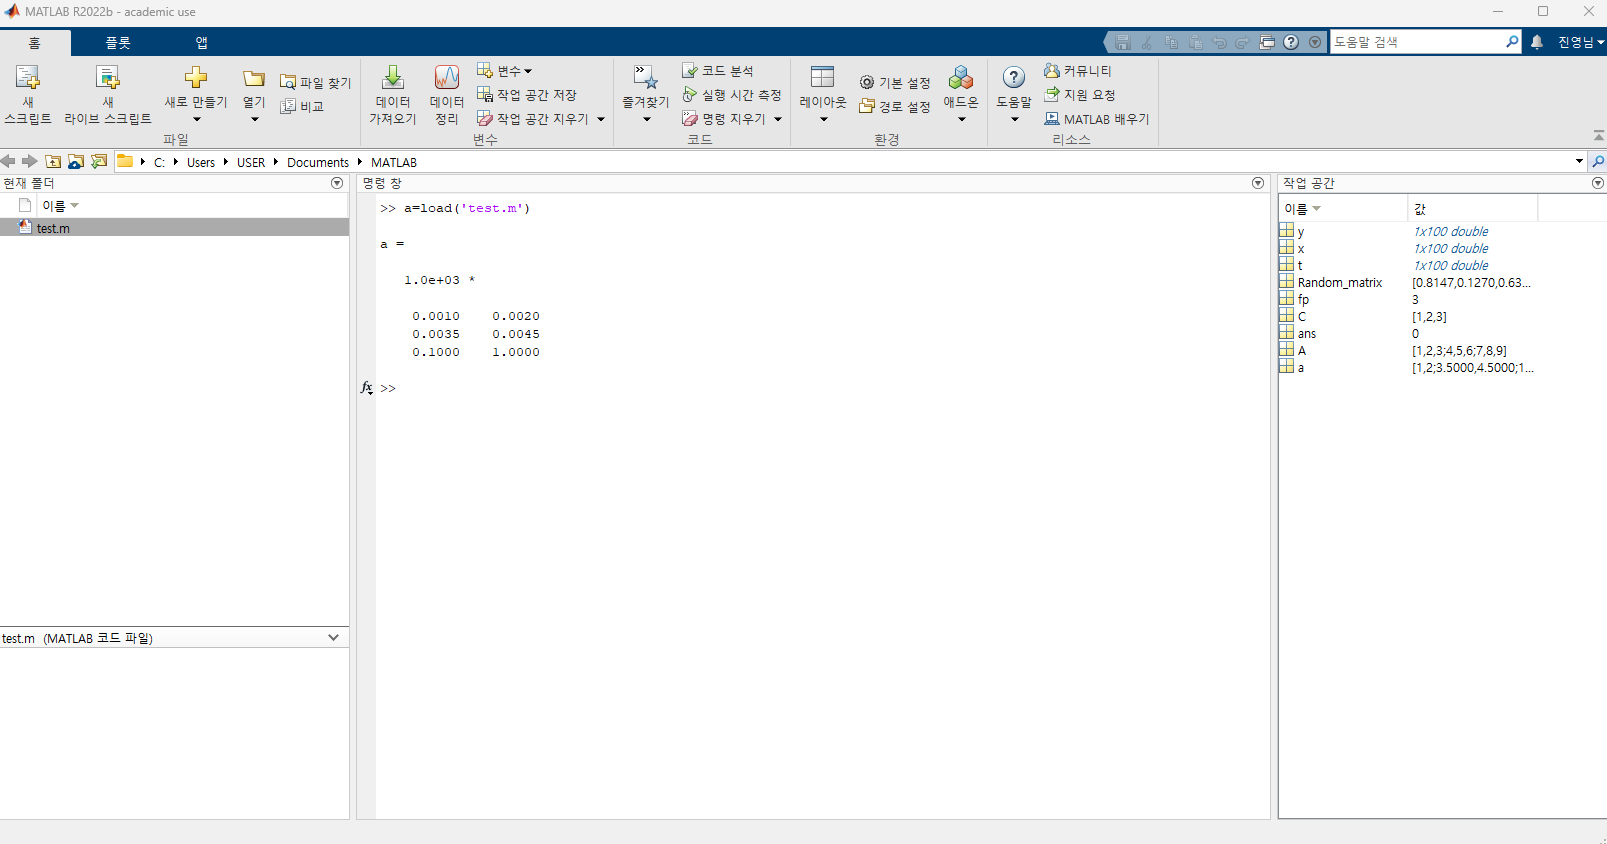 MATLAB R2022b - academic use
홈 플롯 앱
도움말 검색
진영님
새 스크립트
새 라이브 스크립트
새로 만들기
열기
파일 찾기
비교
파일
데이터 가져오기
데이터 정리
변수
작업 공간 저장
작업 공간 지우기
변수
즐겨찾기
코드 분석
실행 시간 측정
명령 지우기
코드
레이아웃
기본 설정
경로 설정
애드온
환경
도움말
커뮤니티
지원 요청
MATLAB 배우기
리소스
C: Users USER Documents MATLAB
현재 폴더
이름
test.m
test.m (MATLAB 코드 파일)
명령 창
>> a=load('test.m')
a =
1.0e+03 *
0.0010 0.0020
0.0035 0.0045
0.1000 1.0000
fx >>
작업 공간
이름 값
y 1x100 double
x 1x100 double
t 1x100 double
Random_matrix [0.8147,0.1270,0.63...
fp 3
C [1,2,3]
ans 0
A [1,2,3;4,5,6;7,8,9]
a [1,2;3.5000,4.5000;1...